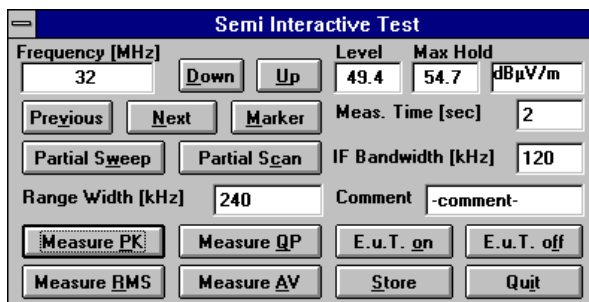 Semi Interactive Test
Frequency [MHz] Level Max Hold
32 Down Up 49.4 54.7 dBµV/m
Previous Next Marker Meas. Time [sec] 2
Partial Sweep Partial Scan IF Bandwidth [kHz] 120
Range Width [kHz] 240 Comment -comment-
Measure PK Measure QP E.u.T. on E.u.T. off
Measure RMS Measure AV Store Quit